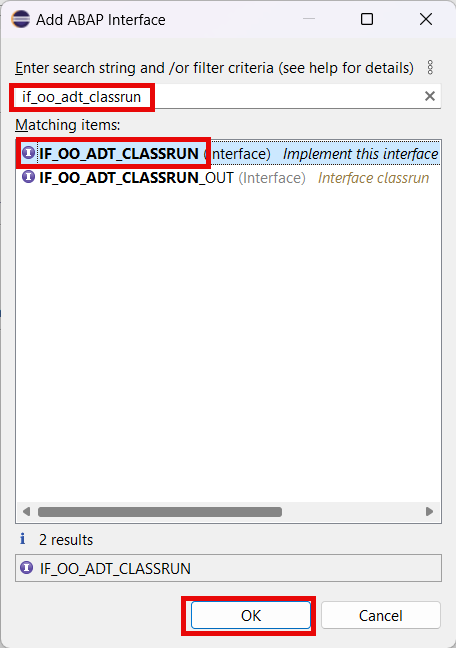 Add ABAP Interface
Enter search string and /or filter criteria (see help for details)
if_oo_adt_classrun
Matching items:
IF_OO_ADT_CLASSRUN (Interface) Implement this interface
IF_OO_ADT_CLASSRUN_OUT (Interface) Interface classrun
2 results
IF_OO_ADT_CLASSRUN
OK Cancel